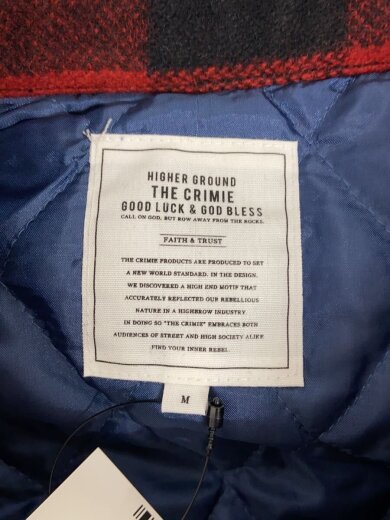 HIGHER GROUND
THE CRIMIE
GOOD LUCK & GOD BLESS
CALL ON GOD, BUT ROW AWAY FROM THE ROCKS.
FAITH & TRUST
THE CRIMIE PRODUCTS ARE PRODUCED TO SET
A NEW WORLD STANDARD. IN THE DESIGN.
WE DISCOVERED A HIGH END MOTIF THAT
ACCURATELY REFLECTED OUR REBELLIOUS
NATURE IN A HIGHBROW INDUSTRY
IN DOING SO "THE CRIMIE" EMBRACES BOTH
AUDIENCES OF STREET AND HIGH SOCIETY ALIKE
FIND YOUR INNER REBEL.
M